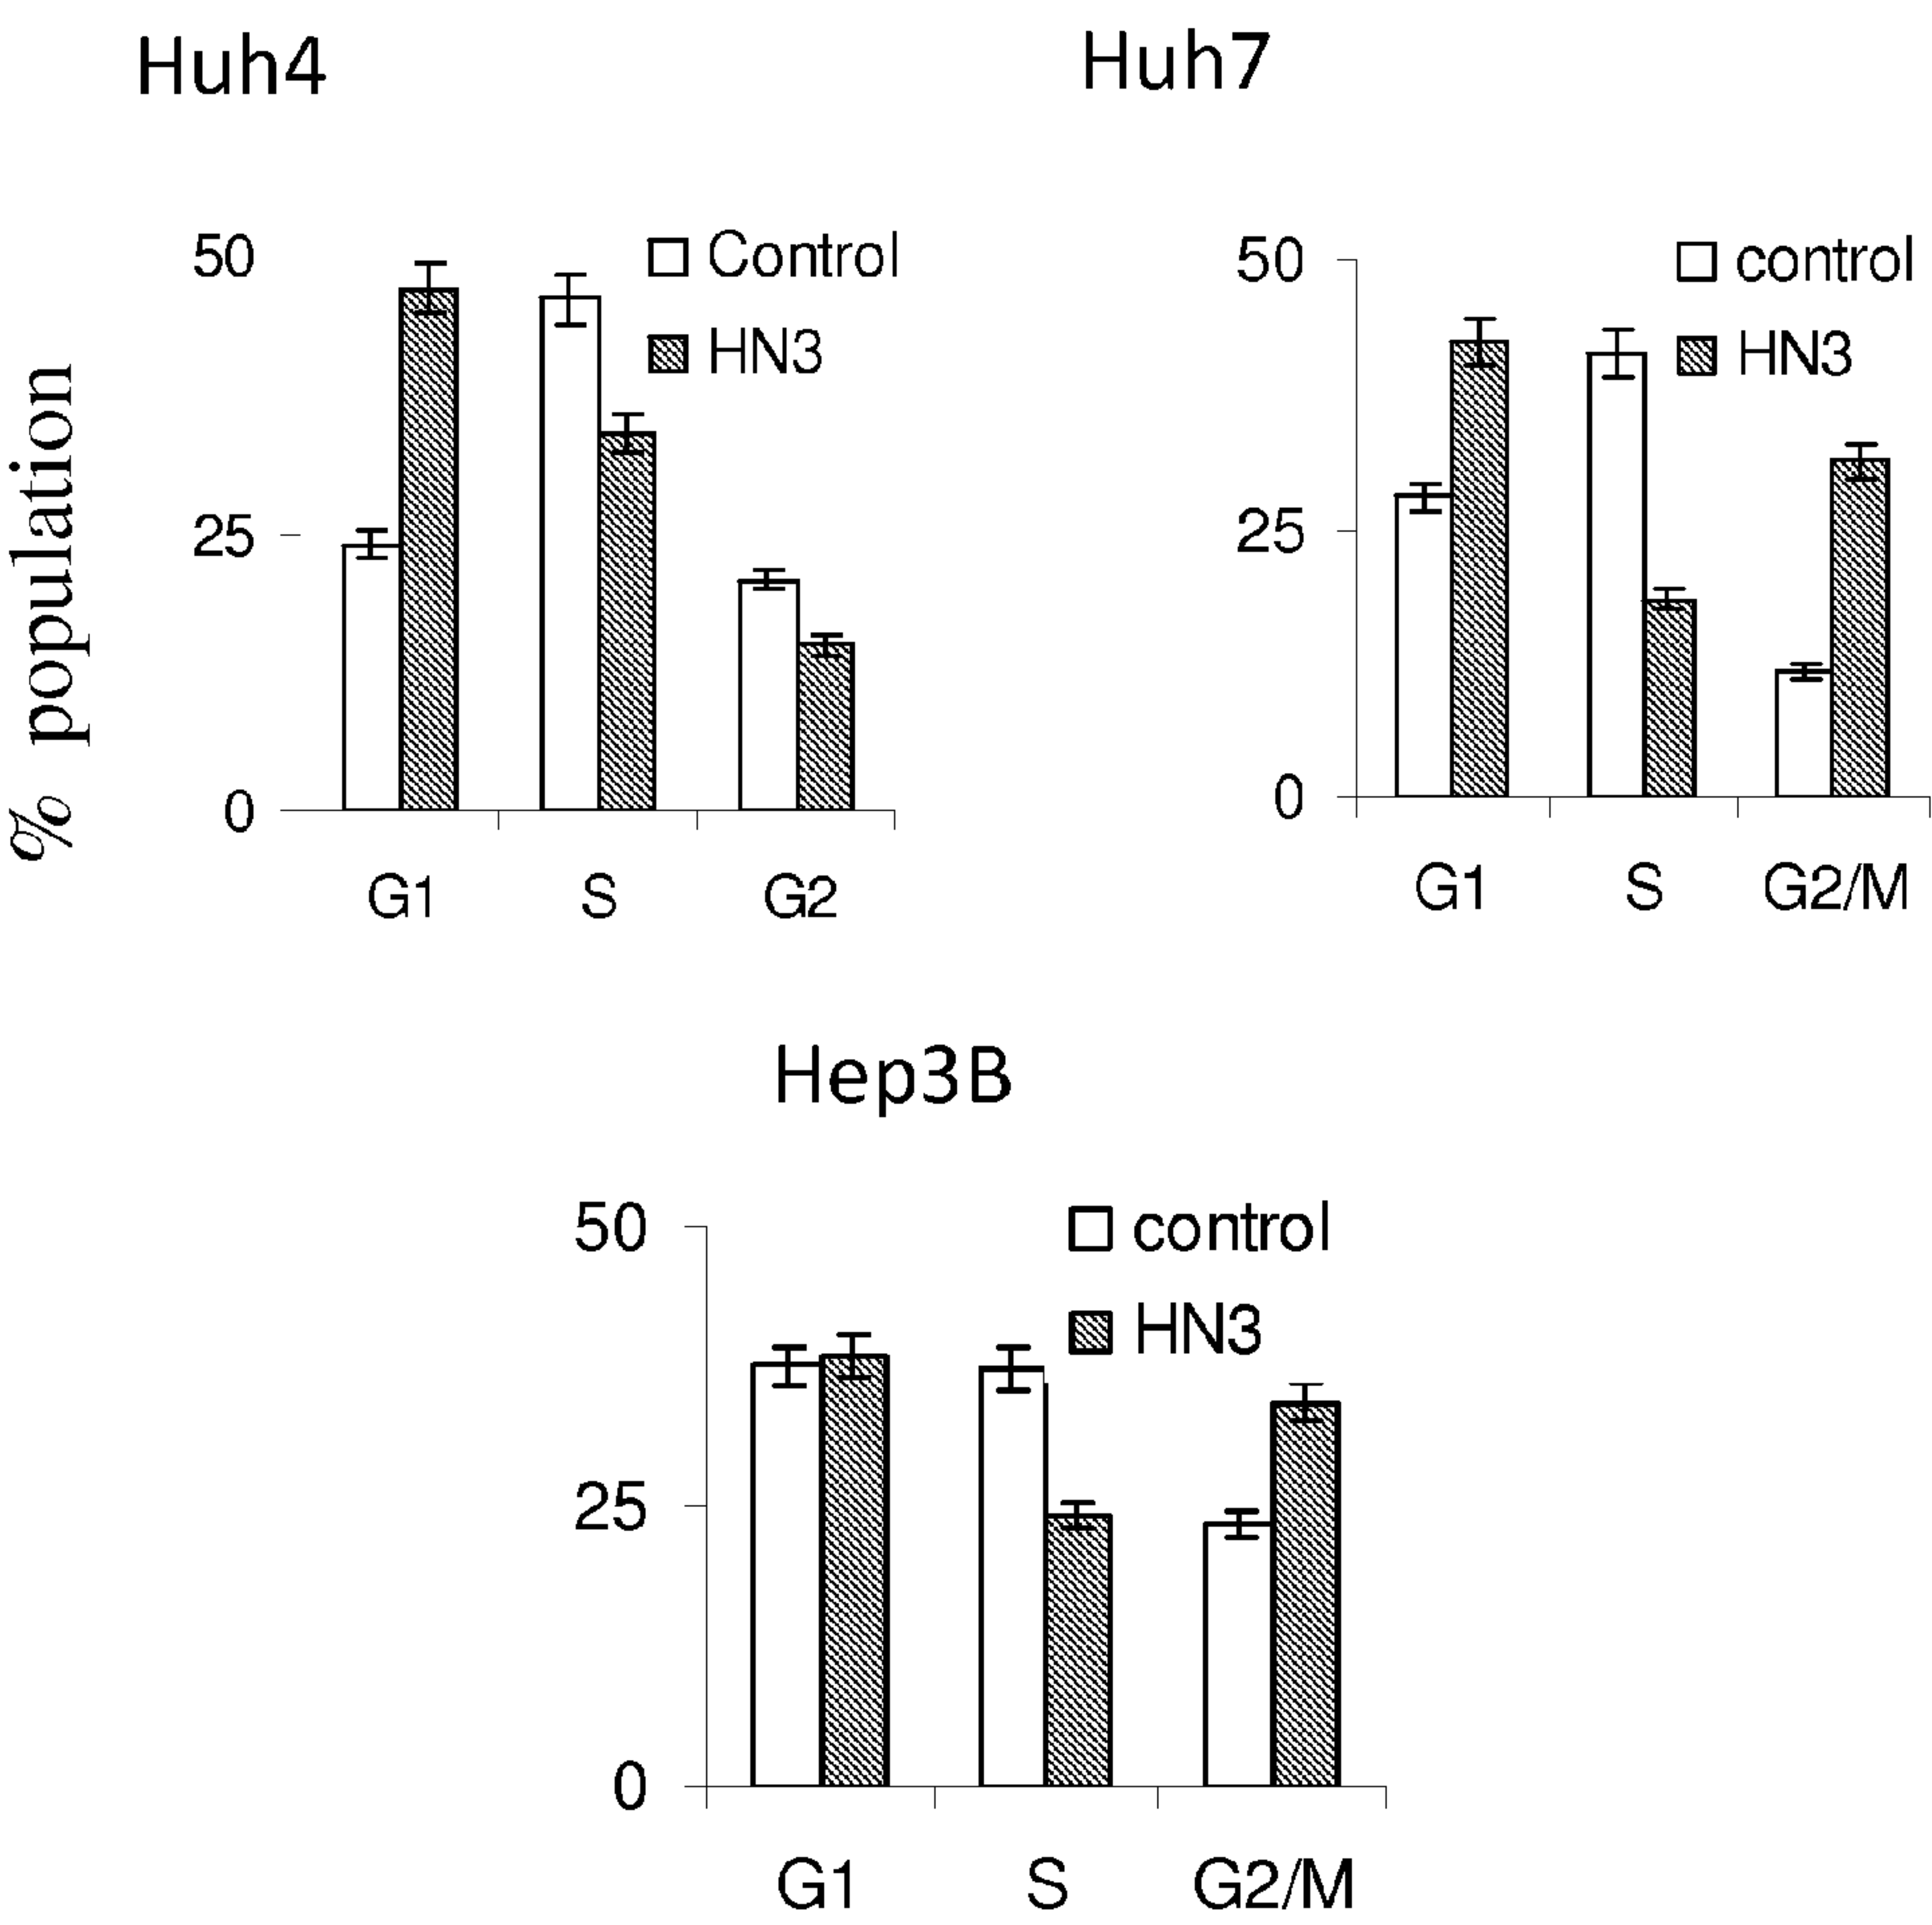 Huh4
Huh7
% population
50
25
0
Control
HN3
G1 S G2
50
25
0
control
HN3
G1 S G2/M
Hep3B
50
25
0
control
HN3
G1 S G2/M